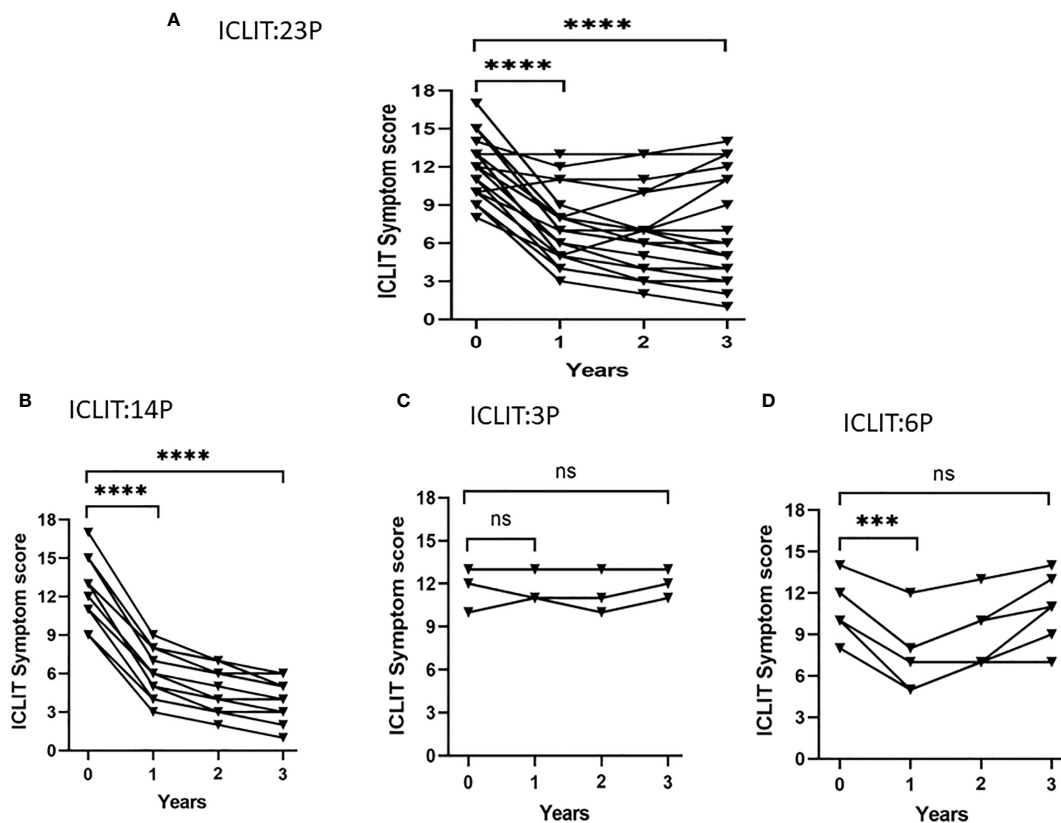 A
ICLIT:23P
****
****
ICLIT Symptom score
18
15
12
9
6
3
0
0 1 2 3
Years
B
ICLIT:14P
****
****
ICLIT Symptom score
18
15
12
9
6
3
0
0 1 2 3
Years
C
ICLIT:3P
ns
ns
ICLIT Symptom score
18
15
12
9
6
3
0
0 1 2 3
Years
D
ICLIT:6P
ns
***
ICLIT Symptom score
18
15
12
9
6
3
0
0 1 2 3
Years